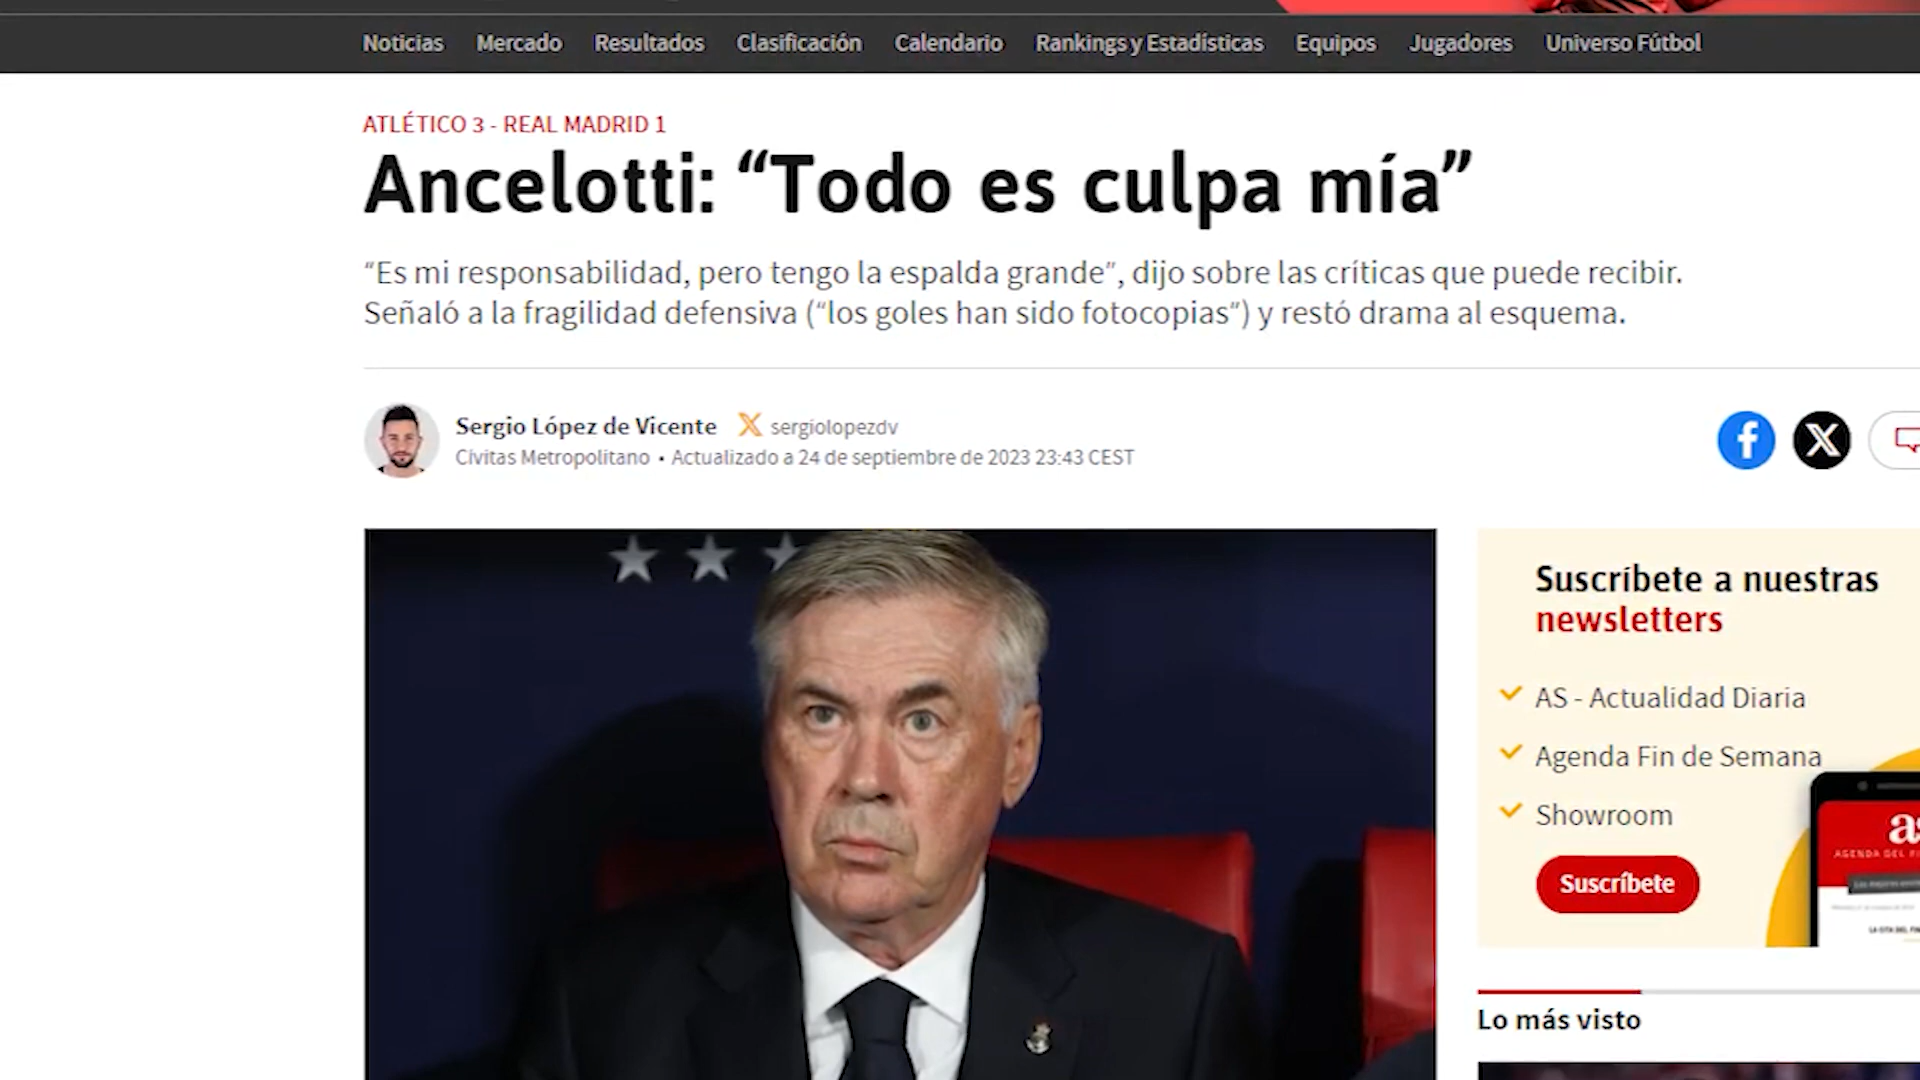 Noticias Mercado Resultados Clasificación Calendario Rankings y Estadísticas Equipos Jugadores Universo Fútbol
ATLÉTICO 3 - REAL MADRID 1
Ancelotti: “Todo es culpa mía”
“Es mi responsabilidad, pero tengo la espalda grande”, dijo sobre las críticas que puede recibir.
Señaló a la fragilidad defensiva (“los goles han sido fotocopias”) y restó drama al esquema.
Sergio López de Vicente sergiolopezdv
Cívitas Metropolitano • Actualizado a 24 de septiembre de 2023 23:43 CEST
Suscríbete a nuestras
newsletters
AS - Actualidad Diaria
Agenda Fin de Semana
Showroom
Suscríbete
as
AGENDA DEL
Lo más visto